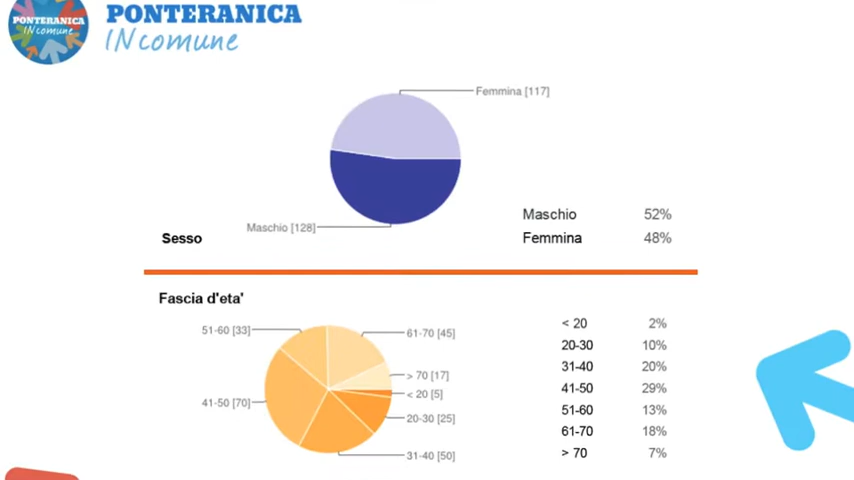 PONTERANICA
INcomune
PONTERANICA
INcomune
Femmina [117]
Maschio [128]
Sesso
Maschio 52%
Femmina 48%
Fascia d'eta'
51-60 [33]
61-70 [45]
> 70 [17]
< 20 [5]
41-50 [70]
20-30 [25]
31-40 [50]
< 20 2%
20-30 10%
31-40 20%
41-50 29%
51-60 13%
61-70 18%
> 70 7%